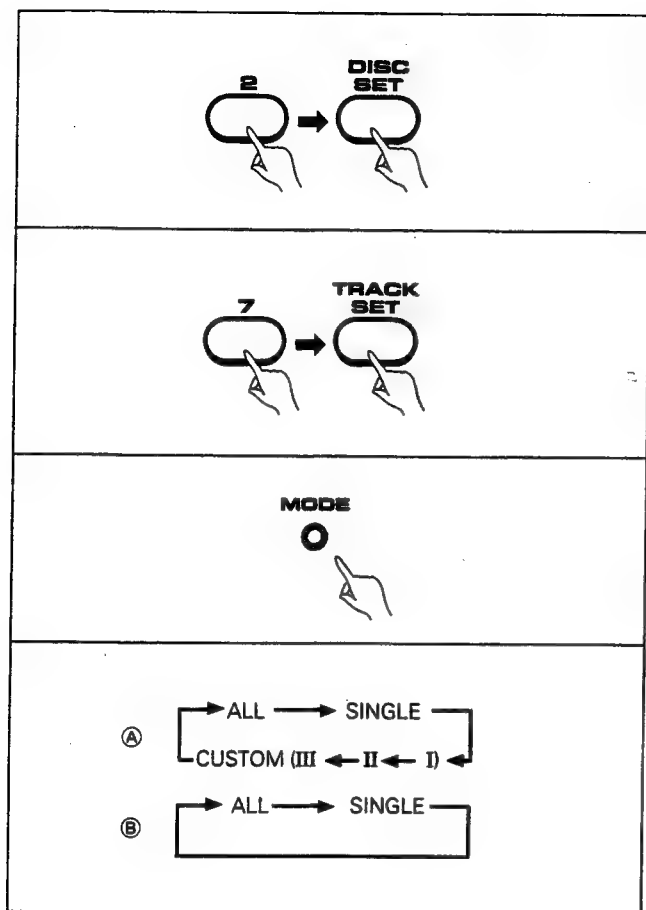 2
DISC
SET
7
TRACK
SET
MODE
Ⓐ
ALL SINGLE
CUSTOM (III II I)
Ⓑ
ALL SINGLE